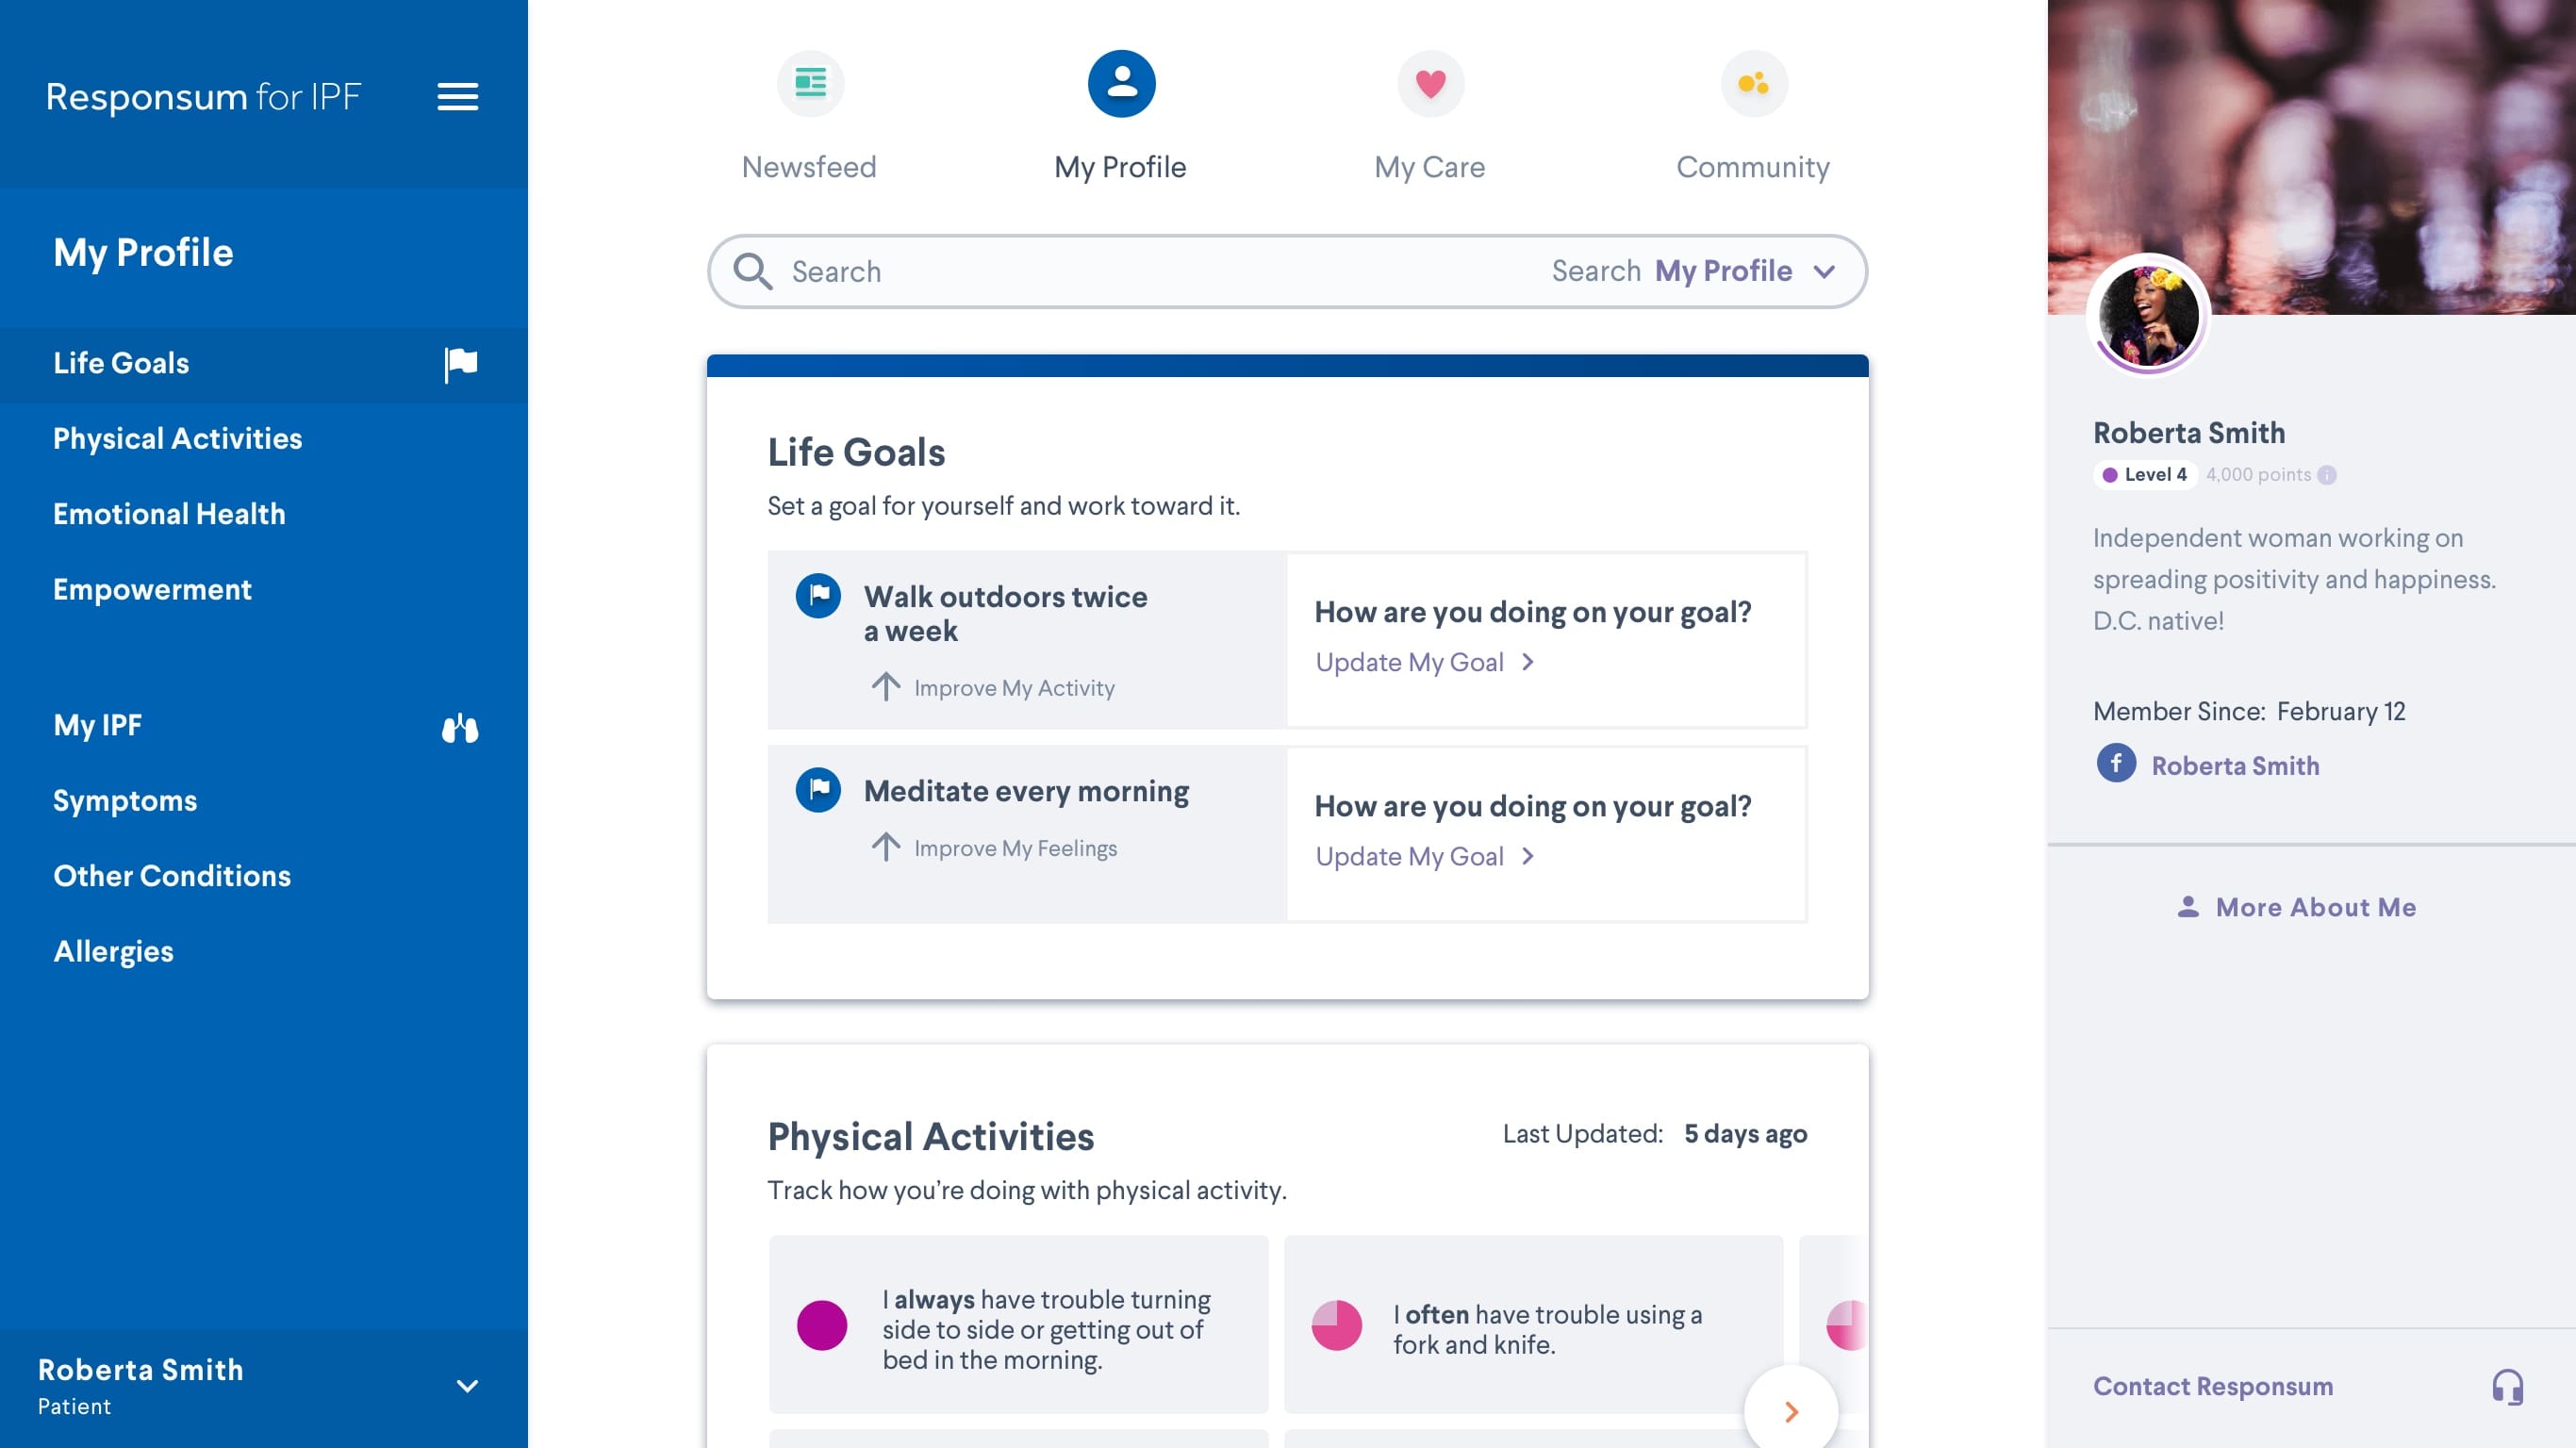 Responsum for IPF
My Profile
Life Goals
Physical Activities
Emotional Health
Empowerment
My IPF
Symptoms
Other Conditions
Allergies
Roberta Smith
Patient
Newsfeed
My Profile
My Care
Community
Search
Search My Profile
Life Goals
Set a goal for yourself and work toward it.
Walk outdoors twice
a week
Improve My Activity
How are you doing on your goal?
Update My Goal
Meditate every morning
Improve My Feelings
How are you doing on your goal?
Update My Goal
Physical Activities
Last Updated: 5 days ago
Track how you’re doing with physical activity.
I always have trouble turning
side to side or getting out of
bed in the morning.
I often have trouble using a
fork and knife.
Roberta Smith
Level 4 4,000 points
Independent woman working on
spreading positivity and happiness.
D.C. native!
Member Since: February 12
Roberta Smith
More About Me
Contact Responsum